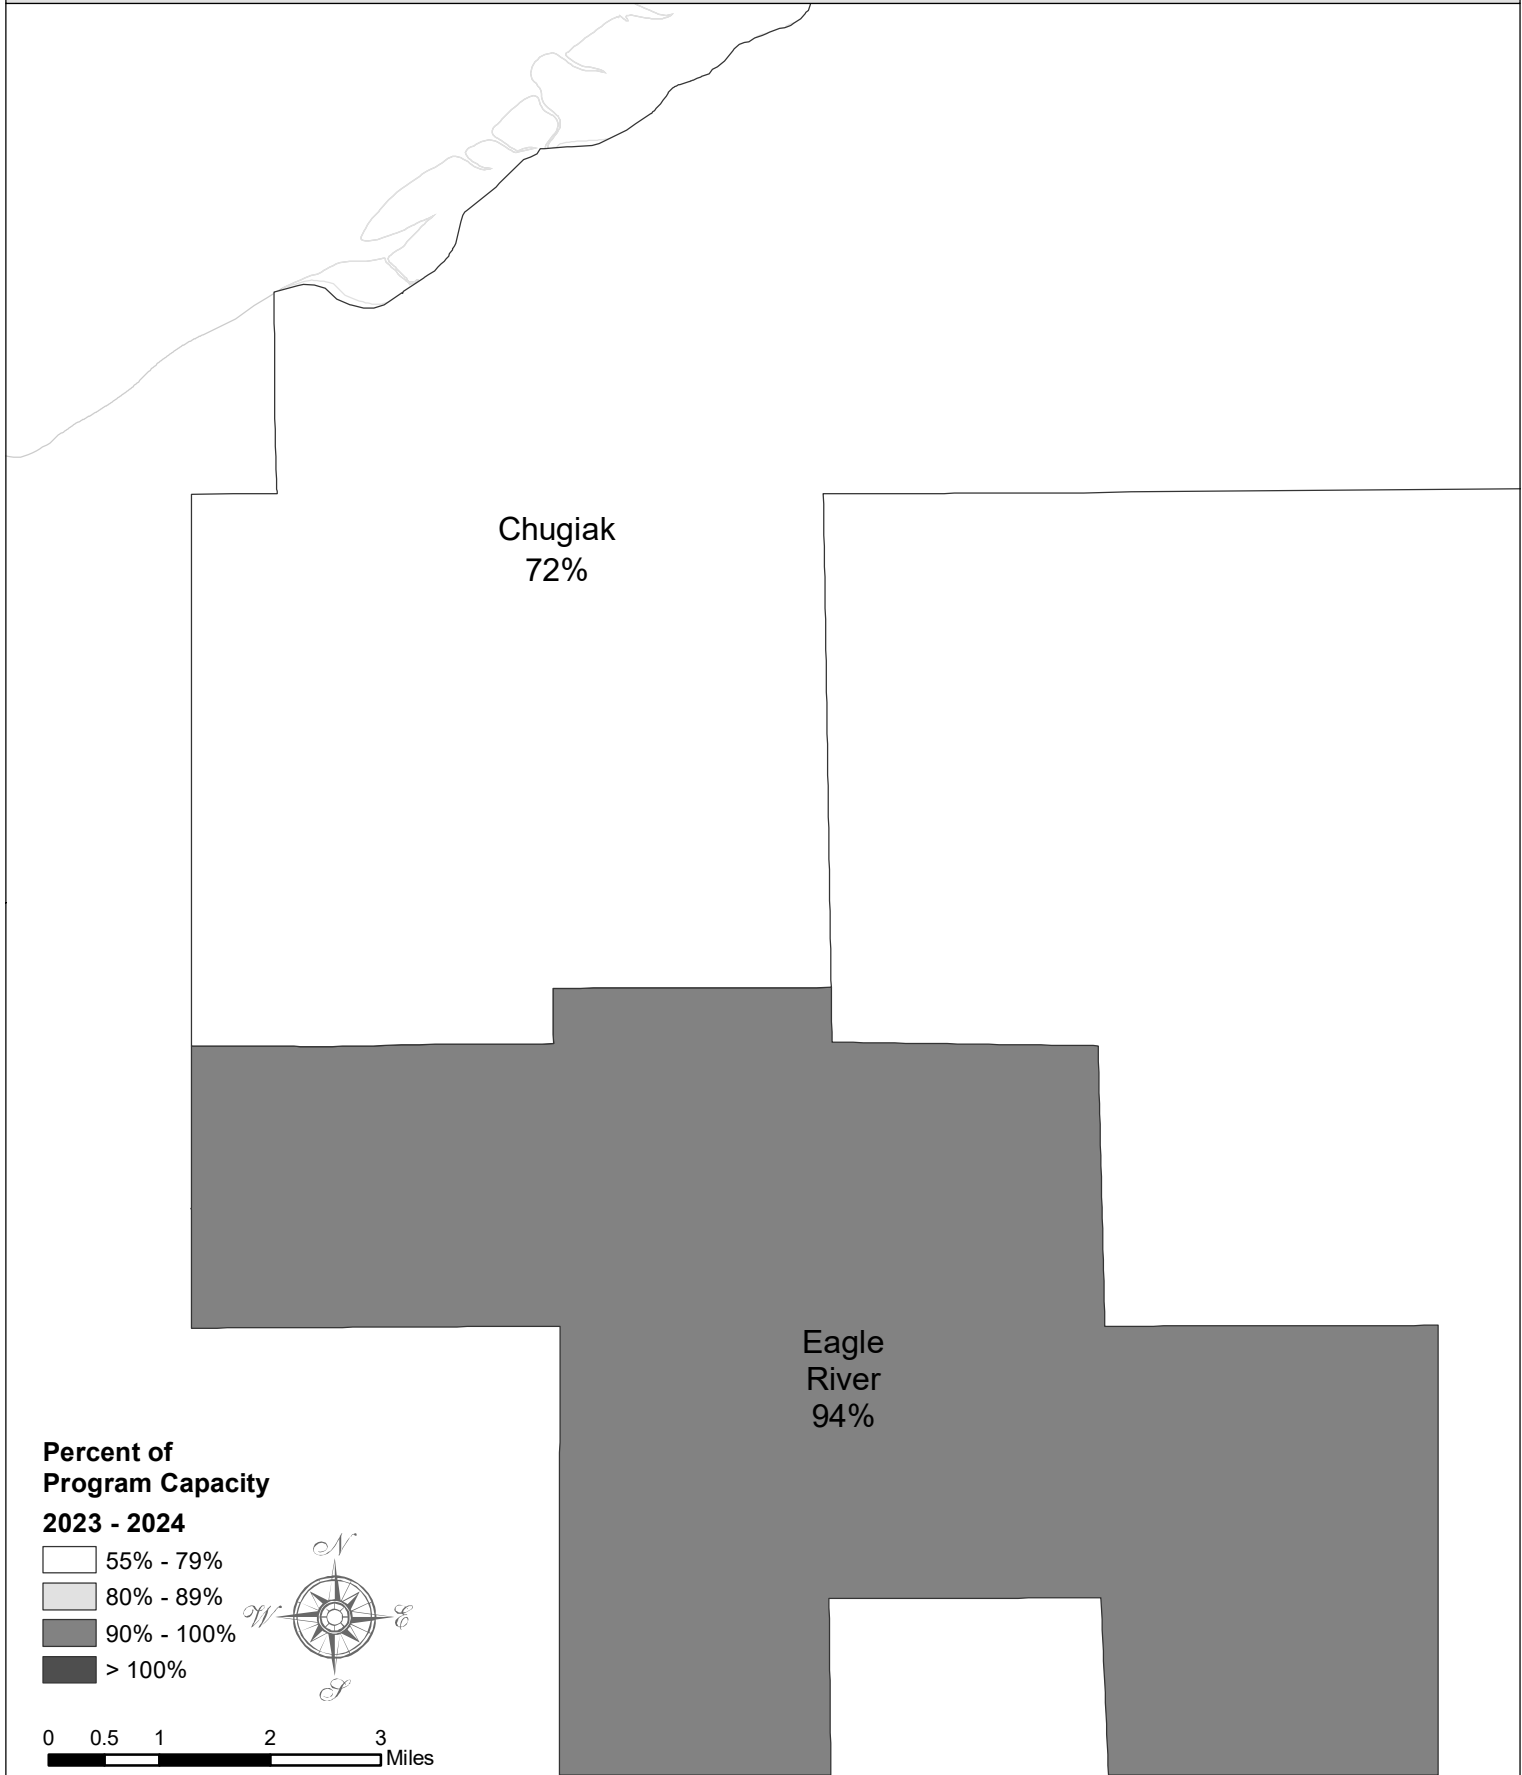 Chugiak
72%
Eagle
River
94%
Percent of
Program Capacity
2023 - 2024
55% - 79%
80% - 89%
90% - 100%
> 100%
N
W
E
S
0 0.5 1 2 3
Miles